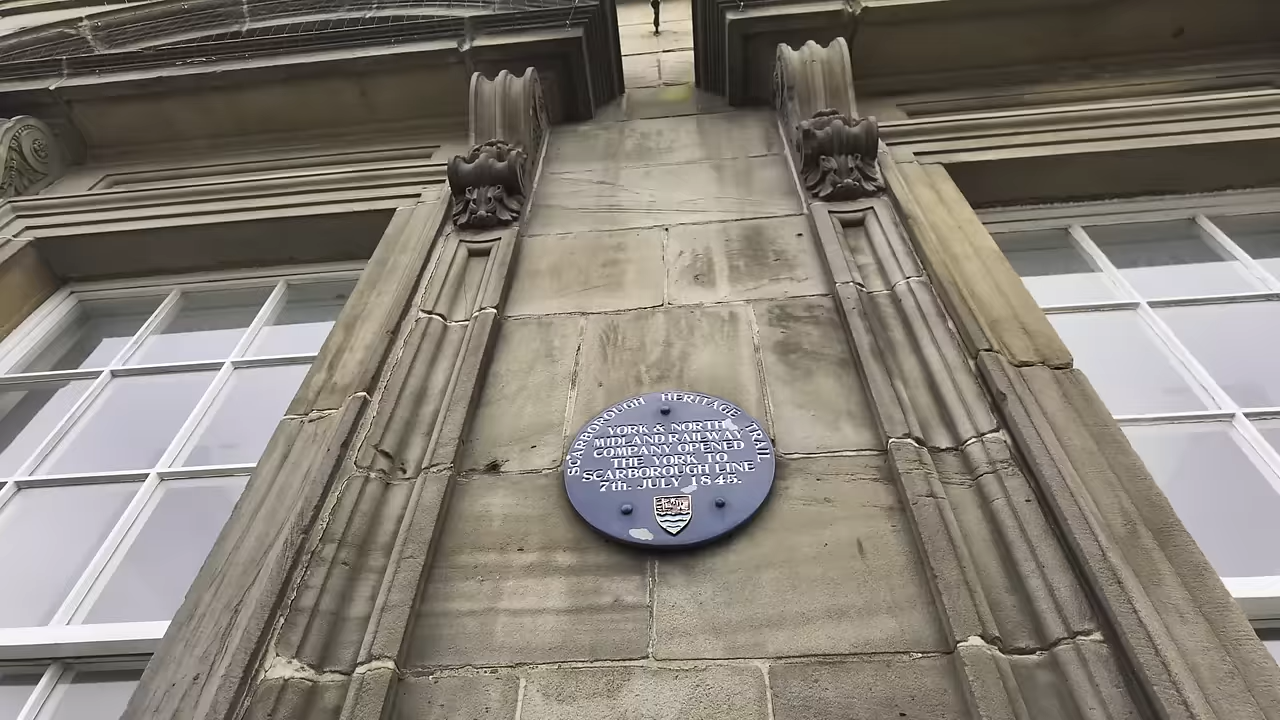 SCARBOROUGH HERITAGE TRAIL
YORK & NORTH
MIDLAND RAILWAY
COMPANY OPENED
THE YORK TO
SCARBOROUGH LINE
7th. JULY 1845.